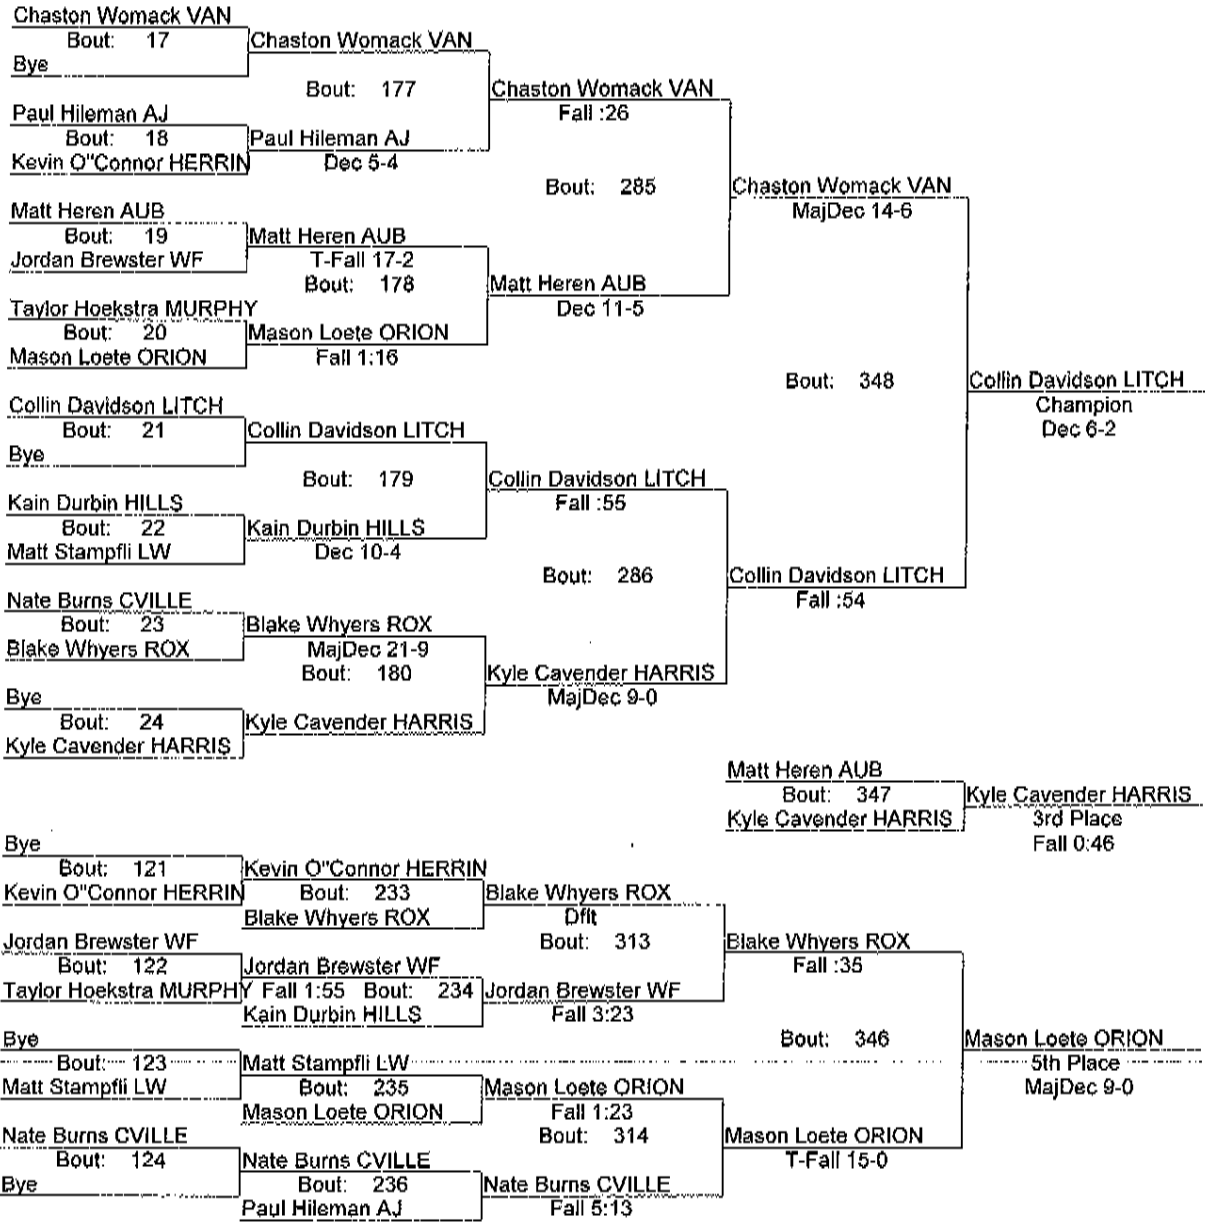 Chaston Womack VAN
Bout: 17 Chaston Womack VAN
Bye
Bout: 177 Chaston Womack VAN
Paul Hileman AJ Fall :26
Bout: 18 Paul Hileman AJ
Kevin O"Connor HERRIN Dec 5-4
Bout: 285 Chaston Womack VAN
Matt Heren AUB MajDec 14-6
Bout: 19 Matt Heren AUB
Jordan Brewster WF T-Fall 17-2
Bout: 178 Matt Heren AUB
Taylor Hoekstra MURPHY Dec 11-5
Bout: 20 Mason Loete ORION
Mason Loete ORION Fall 1:16
Bout: 348 Collin Davidson LITCH
Collin Davidson LITCH Champion
Bout: 21 Collin Davidson LITCH Dec 6-2
Bye
Bout: 179 Collin Davidson LITCH
Kain Durbin HILLS Fall :55
Bout: 22 Kain Durbin HILLS
Matt Stampfli LW Dec 10-4
Bout: 286 Collin Davidson LITCH
Nate Burns CVILLE Fall :54
Bout: 23 Blake Whyers ROX
Blake Whyers ROX MajDec 21-9
Bout: 180 Kyle Cavender HARRIS
Bye MajDec 9-0
Bout: 24 Kyle Cavender HARRIS
Kyle Cavender HARRIS
Matt Heren AUB
Bout: 347 Kyle Cavender HARRIS
Kyle Cavender HARRIS 3rd Place
Bye Fall 0:46
Bout: 121 Kevin O"Connor HERRIN
Kevin O"Connor HERRIN Bout: 233 Blake Whyers ROX
Blake Whyers ROX Dflt
Jordan Brewster WF Bout: 313 Blake Whyers ROX
Bout: 122 Jordan Brewster WF Fall :35
Taylor Hoekstra MURPHY Fall 1:55 Bout: 234 Jordan Brewster WF
Kain Durbin HILLS Fall 3:23
Bye Bout: 346 Mason Loete ORION
Bout: 123 Matt Stampfli LW 5th Place
Matt Stampfli LW Bout: 235 Mason Loete ORION MajDec 9-0
Mason Loete ORION Fall 1:23
Nate Burns CVILLE Bout: 314 Mason Loete ORION
Bout: 124 Nate Burns CVILLE T-Fall 15-0
Bye Bout: 236 Nate Burns CVILLE
Paul Hileman AJ Fall 5:13